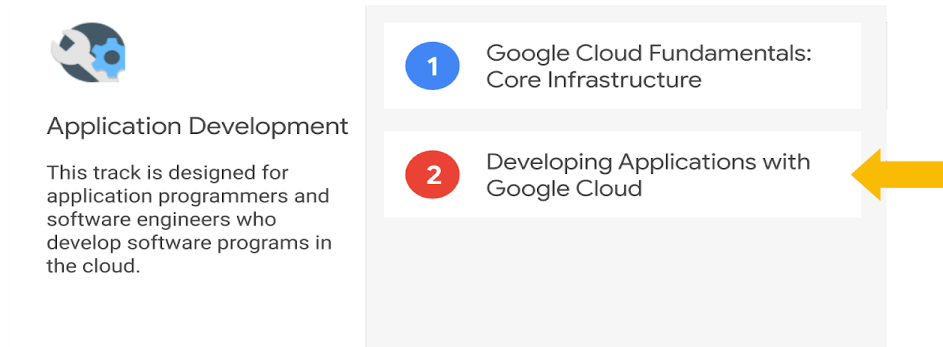 Application Development
This track is designed for
application programmers and
software engineers who
develop software programs in
the cloud.
1
Google Cloud Fundamentals:
Core Infrastructure
2
Developing Applications with
Google Cloud